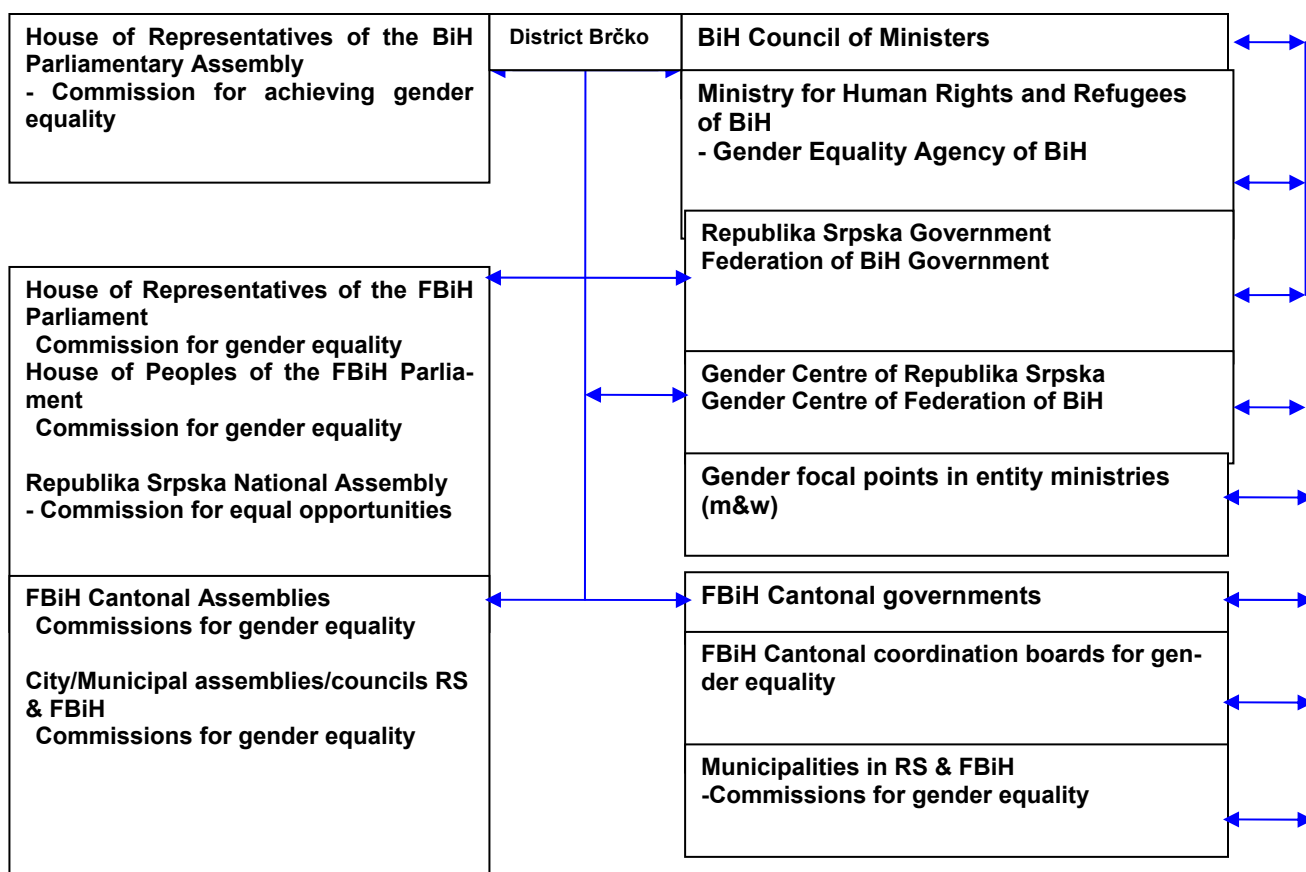 House of Representatives of the BiH
Parliamentary Assembly
- Commission for achieving gender
equality
District Brčko
BiH Council of Ministers
Ministry for Human Rights and Refugees
of BiH
- Gender Equality Agency of BiH
Republika Srpska Government
Federation of BiH Government
House of Representatives of the FBiH
Parliament
Commission for gender equality
House of Peoples of the FBiH Parlia-
ment
Commission for gender equality
Republika Srpska National Assembly
- Commission for equal opportunities
Gender Centre of Republika Srpska
Gender Centre of Federation of BiH
Gender focal points in entity ministries
(m&w)
FBiH Cantonal Assemblies
Commissions for gender equality
City/Municipal assemblies/councils RS
& FBiH
Commissions for gender equality
FBiH Cantonal governments
FBiH Cantonal coordination boards for gen-
der equality
Municipalities in RS & FBiH
-Commissions for gender equality